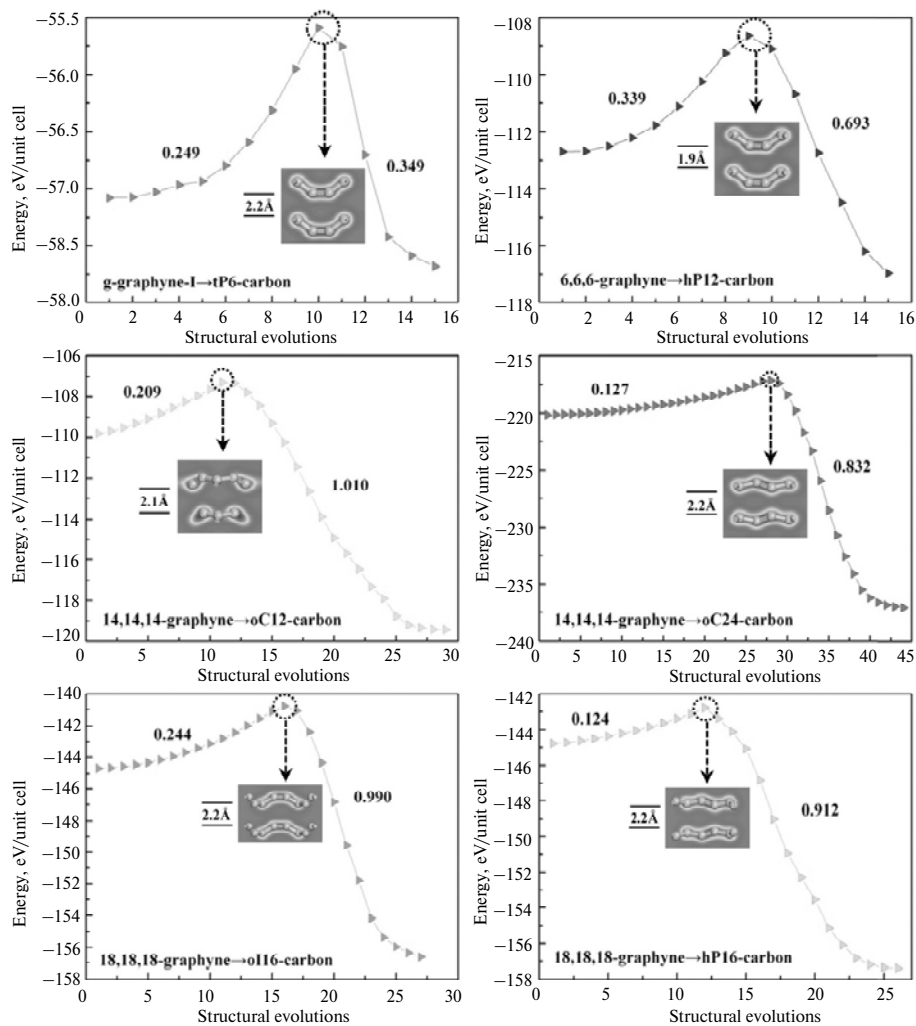 −55.5
−56.0
−56.5
−57.0
−57.5
−58.0
Energy, eV/unit cell
0.249
0.349
2.2Å
g-graphyne-I→tP6-carbon
0 2 4 6 8 10 12 14 16
Structural evolutions
−108
−110
−112
−114
−116
−118
Energy, eV/unit cell
0.339
0.693
1.9Å
6,6,6-graphyne→hP12-carbon
0 2 4 6 8 10 12 14 16
Structural evolutions
−106
−108
−110
−112
−114
−116
−118
−120
Energy, eV/unit cell
0.209
1.010
2.1Å
14,14,14-graphyne→oC12-carbon
0 5 10 15 20 25 30
Structural evolutions
−215
−220
−225
−230
−235
−240
Energy, eV/unit cell
0.127
0.832
2.2Å
14,14,14-graphyne→oC24-carbon
0 5 10 15 20 25 30 35 40 45
Structural evolutions
−140
−142
−144
−146
−148
−150
−152
−154
−156
−158
Energy, eV/unit cell
0.244
0.990
2.2Å
18,18,18-graphyne→oI16-carbon
0 5 10 15 20 25 30
Structural evolutions
−142
−144
−146
−148
−150
−152
−154
−156
−158
Energy, eV/unit cell
0.124
0.912
2.2Å
18,18,18-graphyne→hP16-carbon
0 5 10 15 20 25
Structural evolutions